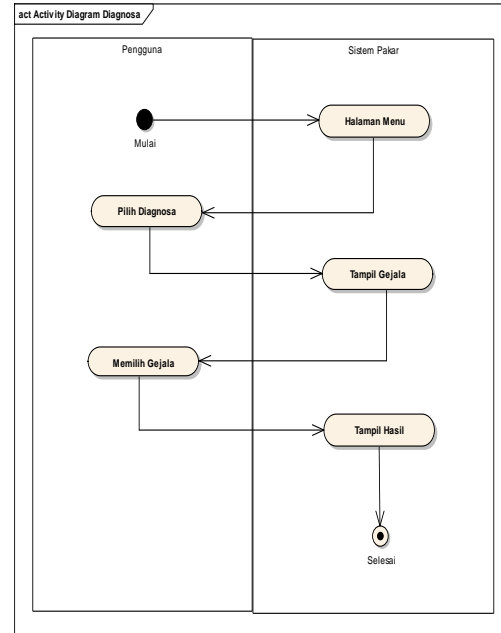 act Activity Diagram Diagnosa
Pengguna
Sistem Pakar
Mulai
Halaman Menu
Pilih Diagnosa
Tampil Gejala
Memilih Gejala
Tampil Hasil
Selesai